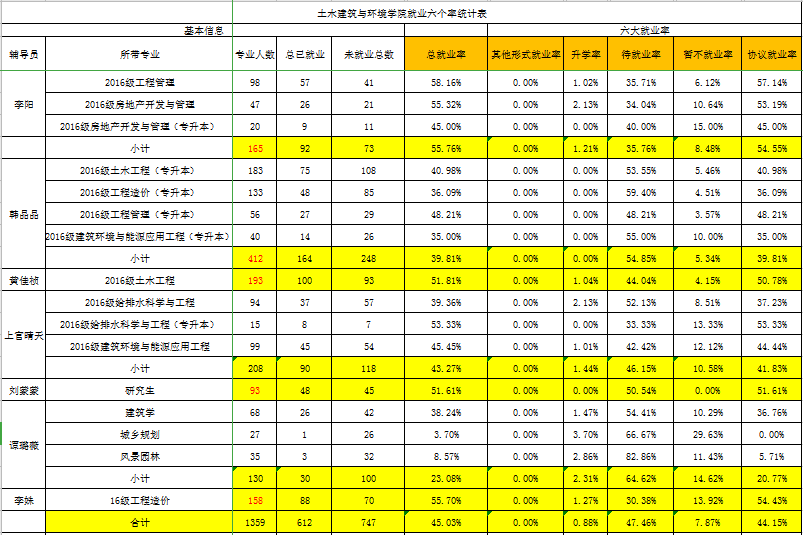 土水建筑与环境学院就业六个率统计表
基本信息 六大就业率
辅导员 所带专业 专业人数 总已就业 未就业总数 总就业率 其他形式就业率 升学率 待就业率 暂不就业率 协议就业率
李阳 2016级工程管理 98 57 41 58.16% 0.00% 1.02% 35.71% 6.12% 57.14%
2016级房地产开发与管理 47 26 21 55.32% 0.00% 2.13% 34.04% 10.64% 53.19%
2016级房地产开发与管理（专升本） 20 9 11 45.00% 0.00% 0.00% 40.00% 15.00% 45.00%
小计 165 92 73 55.76% 0.00% 1.21% 35.76% 8.48% 54.55%
韩品品 2016级土水工程（专升本） 183 75 108 40.98% 0.00% 0.00% 53.55% 5.46% 40.98%
2016级工程造价（专升本） 133 48 85 36.09% 0.00% 0.00% 59.40% 4.51% 36.09%
2016级工程管理（专升本） 56 27 29 48.21% 0.00% 0.00% 48.21% 3.57% 48.21%
2016级建筑环境与能源应用工程（专升本） 40 14 26 35.00% 0.00% 0.00% 55.00% 10.00% 35.00%
小计 412 164 248 39.81% 0.00% 0.00% 54.85% 5.34% 39.81%
黄佳祯 2016级土水工程 193 100 93 51.81% 0.00% 1.04% 44.04% 4.15% 50.78%
上官晴天 2016级给排水科学与工程 94 37 57 39.36% 0.00% 2.13% 52.13% 8.51% 37.23%
2016级给排水科学与工程（专升本） 15 8 7 53.33% 0.00% 0.00% 33.33% 13.33% 53.33%
2016级建筑环境与能源应用工程 99 45 54 45.45% 0.00% 1.01% 42.42% 12.12% 44.44%
小计 208 90 118 43.27% 0.00% 1.44% 46.15% 10.58% 41.83%
刘蒙蒙 研究生 93 48 45 51.61% 0.00% 0.00% 50.54% 0.00% 51.61%
谭璐薇 建筑学 68 26 42 38.24% 0.00% 1.47% 54.41% 10.29% 36.76%
城乡规划 27 1 26 3.70% 0.00% 3.70% 66.67% 29.63% 0.00%
风景园林 35 3 32 8.57% 0.00% 2.86% 82.86% 11.43% 5.71%
小计 130 30 100 23.08% 0.00% 2.31% 64.62% 14.62% 20.77%
李姝 16级工程造价 158 88 70 55.70% 0.00% 1.27% 30.38% 13.92% 54.43%
合计 1359 612 747 45.03% 0.00% 0.88% 47.46% 7.87% 44.15%